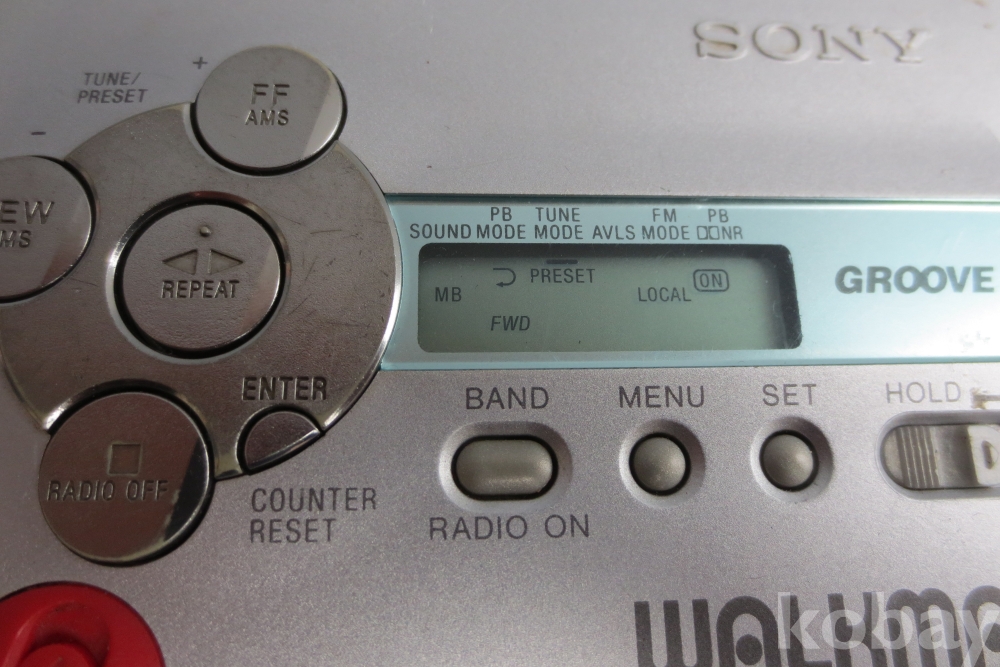 SONY
+
TUNE/
PRESET
-
FF
AMS
EW
MS
REPEAT
PB TUNE FM PB
SOUND MODE MODE AVLS MODE NR
PRESET
ON
MB
LOCAL
FWD
GROOVE
ENTER
BAND
MENU
SET
HOLD
RADIO OFF
COUNTER
RESET
RADIO ON
WALKMA
kobay